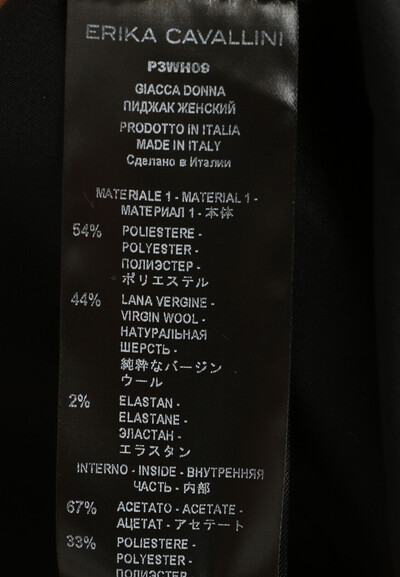 ERIKA CAVALLINI
P3WH09
GIACCA DONNA
ПИДЖАК ЖЕНСКИЙ
PRODOTTO IN ITALIA
MADE IN ITALY
Сделано в Италии
MATERIALE 1 - MATERIAL 1 -
МАТЕРИАЛ 1 - 本体
54% POLIESTERE -
POLYESTER -
ПОЛИЭСТЕР -
ポリエステル
44% LANA VERGINE -
VIRGIN WOOL -
НАТУРАЛЬНАЯ
ШЕРСТЬ -
純粋なバージン
ウール
2% ELASTAN -
ELASTANE -
ЭЛАСТАН -
エラスタン
INTERNO - INSIDE - ВНУТРЕННЯЯ
ЧАСТЬ - 内部
67% ACETATO - ACETATE -
АЦЕТАТ - アセテート
33% POLIESTERE -
POLYESTER -
ПОЛИЭСТЕР -